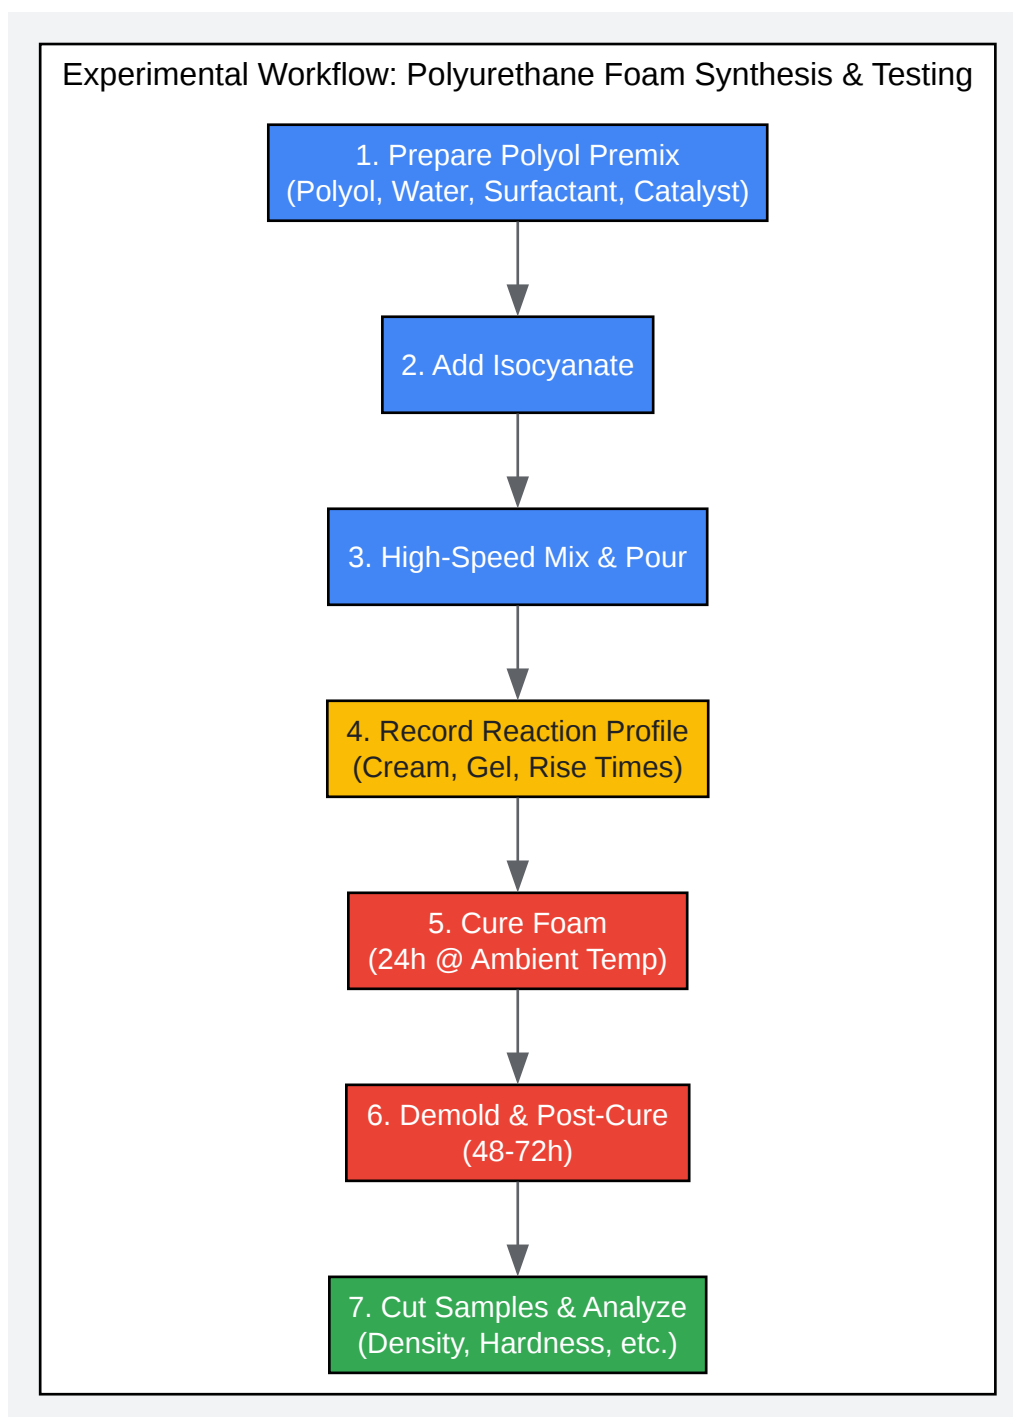 Experimental Workflow: Polyurethane Foam Synthesis & Testing
1. Prepare Polyol Premix
(Polyol, Water, Surfactant, Catalyst)
2. Add Isocyanate
3. High-Speed Mix & Pour
4. Record Reaction Profile
(Cream, Gel, Rise Times)
5. Cure Foam
(24h @ Ambient Temp)
6. Demold & Post-Cure
(48-72h)
7. Cut Samples & Analyze
(Density, Hardness, etc.)